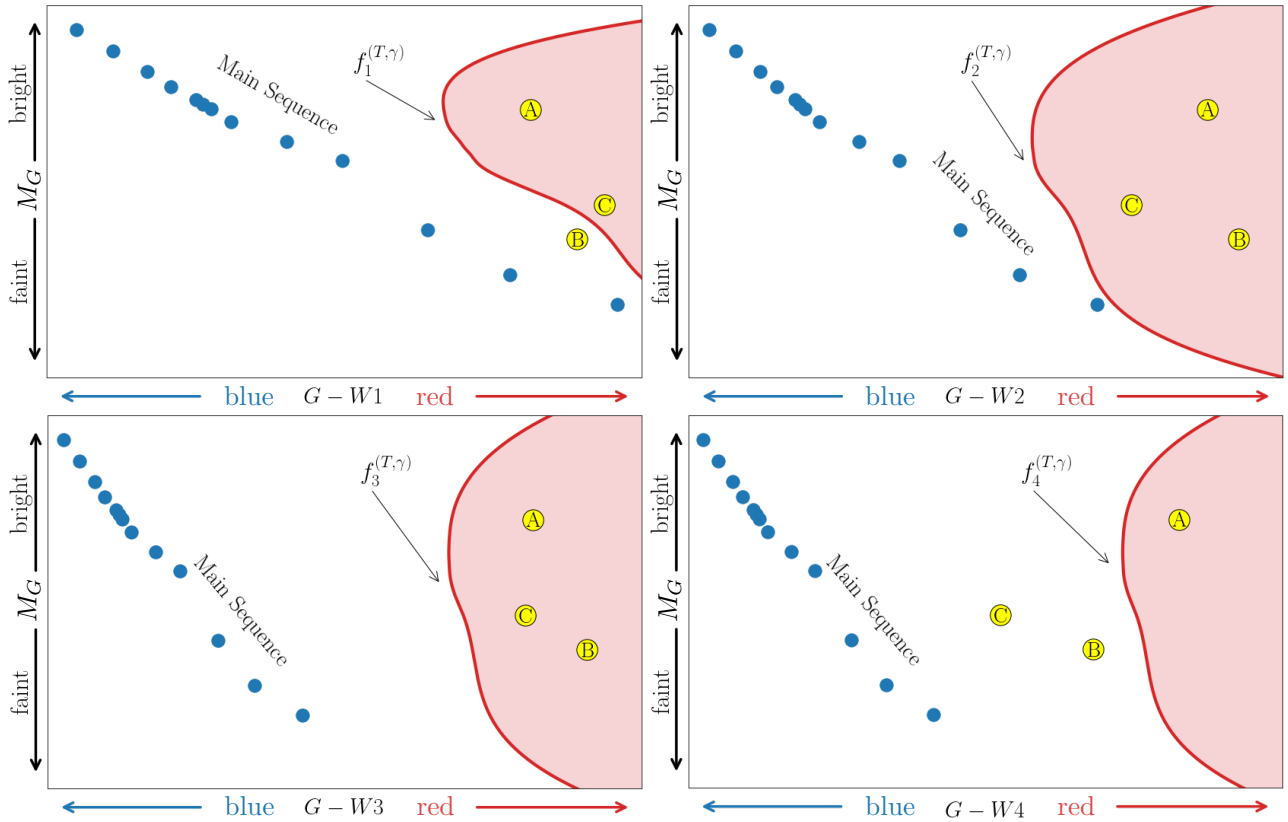 bright
M_G
faint
Main Sequence
f_1^{(T,γ)}
A
C
B
blue G − W1 red
bright
M_G
faint
Main Sequence
f_2^{(T,γ)}
A
C
B
blue G − W2 red
bright
M_G
faint
Main Sequence
f_3^{(T,γ)}
A
C
B
blue G − W3 red
bright
M_G
faint
Main Sequence
f_4^{(T,γ)}
A
C
B
blue G − W4 red